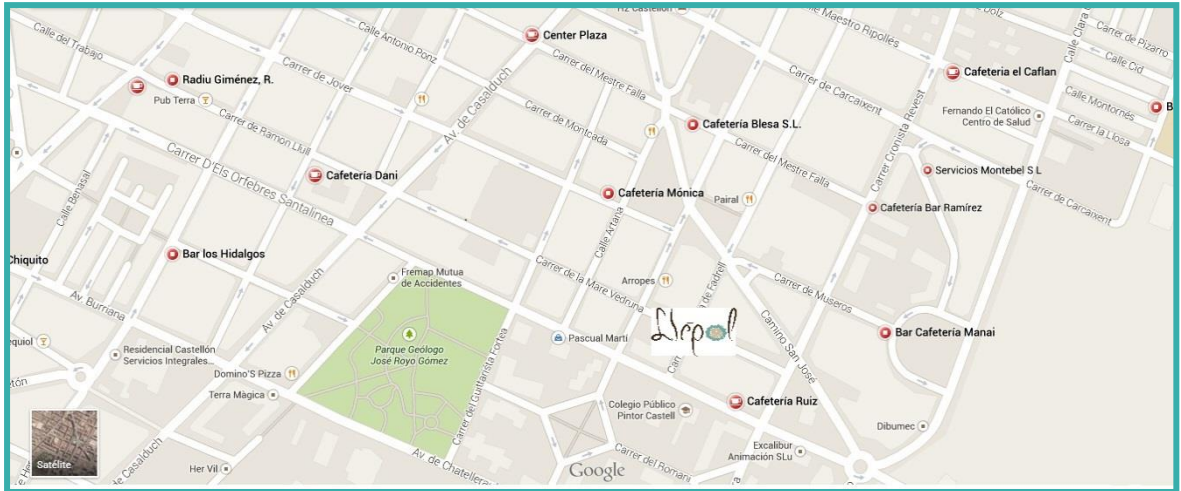 Center Plaza
Calle Antonio Ponz
Calle del Trabajo
Radiu Giménez, R.
Pub Terra
Carrer de Jover
Carrer de Ramon Llull
Av. de Casalduch
Carrer del Mestre Falla
Carrer de Montcada
Carrer D'Els Orfebres Santalinea
Calle Benasal
Cafetería Dani
Bar los Hidalgos
Chiquito
Av. Burriana
Av. de Casalduch
Fremap Mutua
de Accidentes
Parque Geólogo
José Royo Gómez
Residencial Castellón
Servicios Integrales...
Domino'S Pizza
Terra Màgica
Her Vil
Satélite
Av. de Casalduch
Carrer del Guittarista Fortea
Maestro Ripollés
Calle Clara
Carrer de Pizarro
Calle Cid
Cafeteria el Caflan
Carrer de Carcaixent
Calle Montornés
B
Fernando El Católico
Centro de Salud
Carrer Cronista Revest
Carrer la Llosa
Cafetería Blesa S.L.
Carrer del Mestre Falla
Servicios Montebel S L
Cafetería Mónica
Pairal
Carrer de Carcaixent
Cafetería Bar Ramírez
Calle Artana
Carrer de la Mare Vedruna
Arropes
de Fadrell
Carrer de Museros
Camino San José
Pascual Martí
Bar Cafetería Manai
Colegio Público
Pintor Castell
Cafetería Ruiz
Dibumec
Excalibur
Animación SLu
Carrer del Romaní
Google